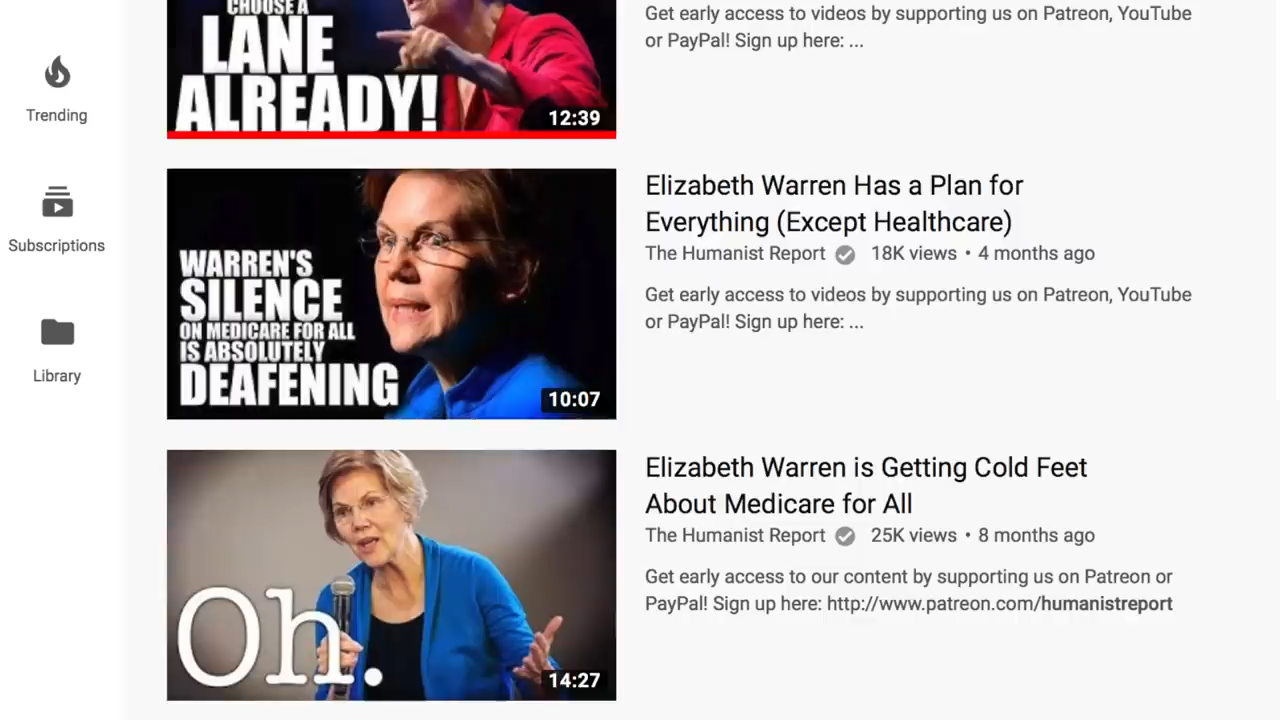 CHOOSE A
LANE
ALREADY!
12:39
Get early access to videos by supporting us on Patreon, YouTube
or PayPal! Sign up here: ...
Trending
Subscriptions
Library
WARREN'S
SILENCE
ON MEDICARE FOR ALL
IS ABSOLUTELY
DEAFENING
10:07
Elizabeth Warren Has a Plan for
Everything (Except Healthcare)
The Humanist Report 18K views • 4 months ago
Get early access to videos by supporting us on Patreon, YouTube
or PayPal! Sign up here: ...
Oh.
14:27
Elizabeth Warren is Getting Cold Feet
About Medicare for All
The Humanist Report 25K views • 8 months ago
Get early access to our content by supporting us on Patreon or
PayPal! Sign up here: http://www.patreon.com/humanistreport